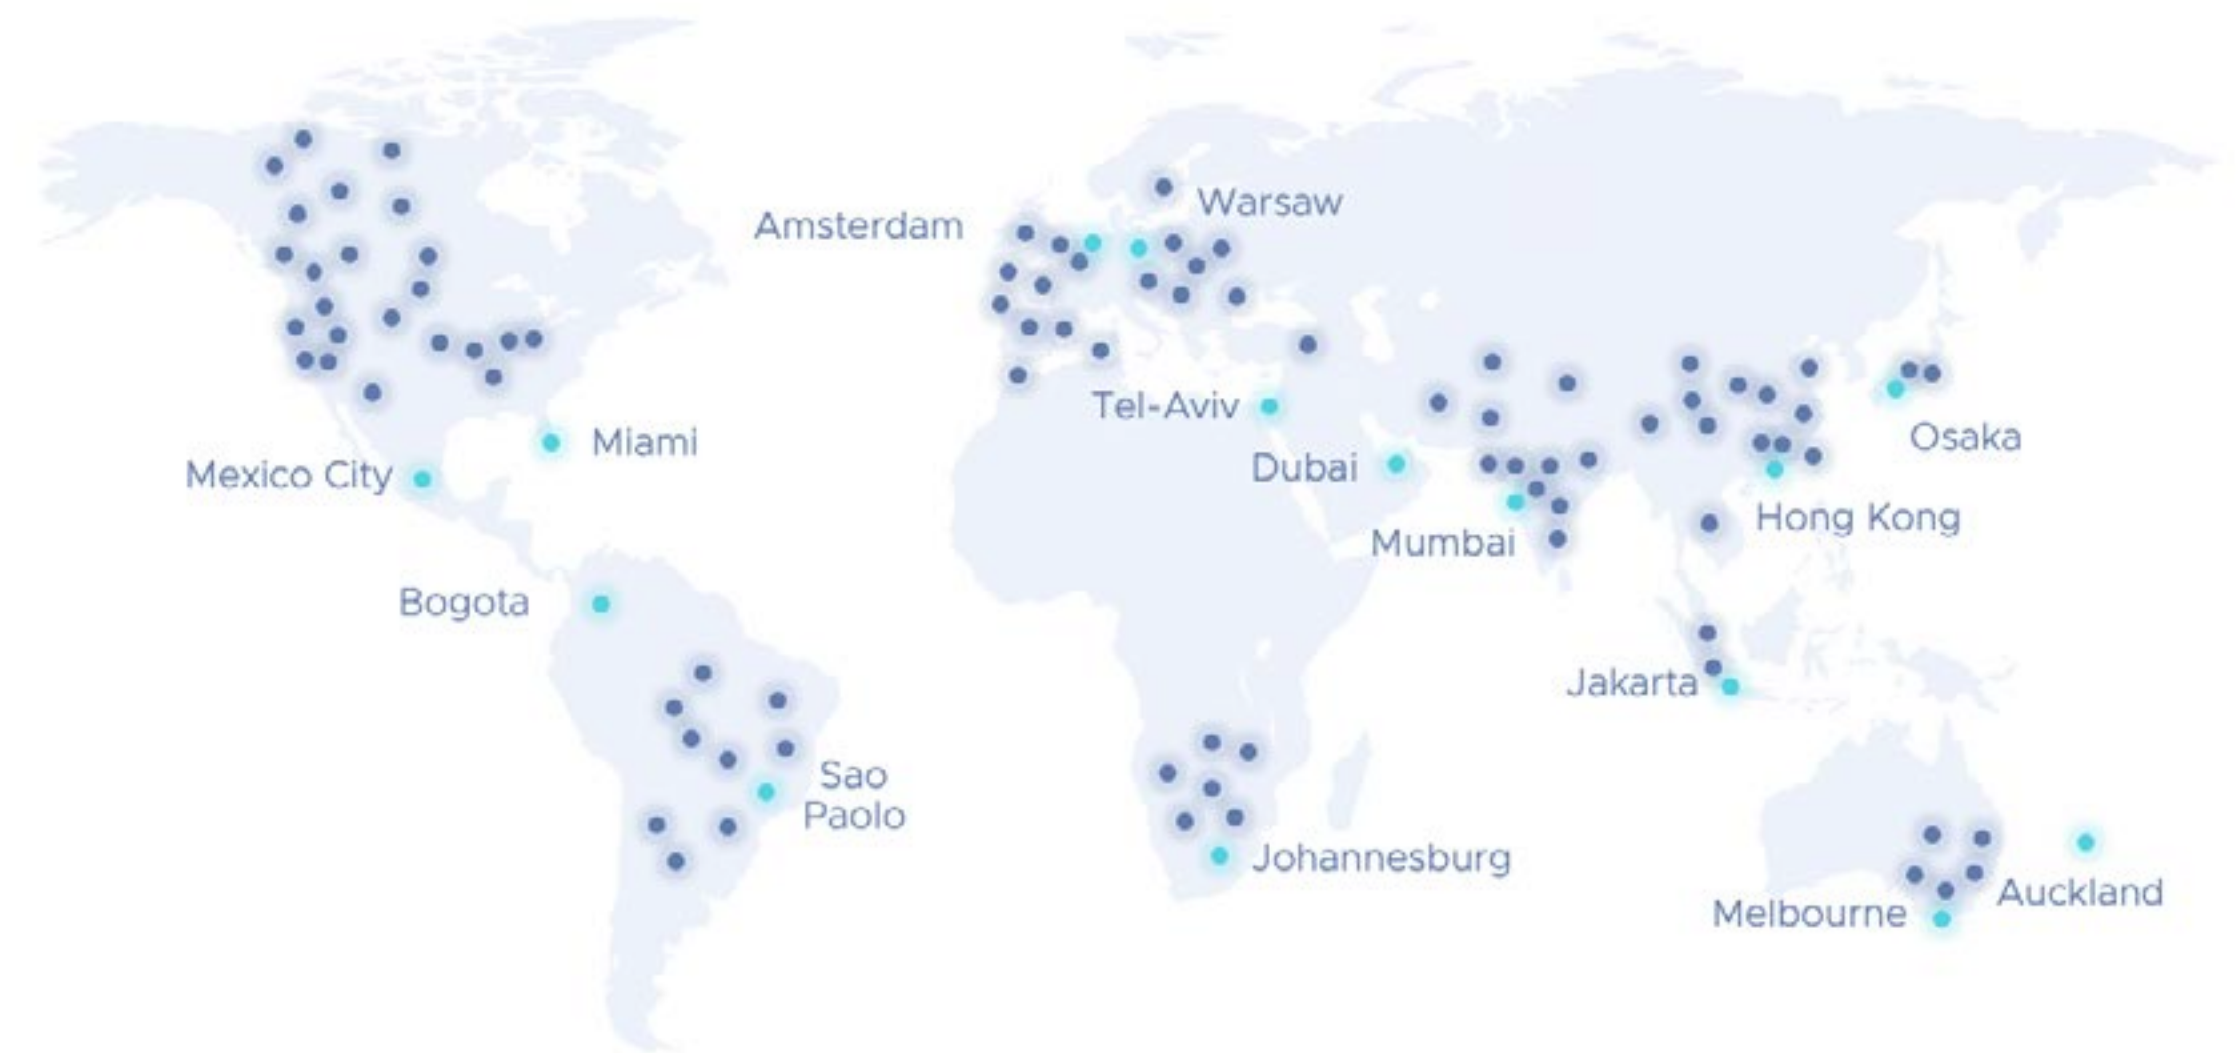 Warsaw
Amsterdam
Tel-Aviv
Miami
Osaka
Mexico City
Dubai
Hong Kong
Mumbai
Bogota
Jakarta
Sao
Paolo
Johannesburg
Auckland
Melbourne